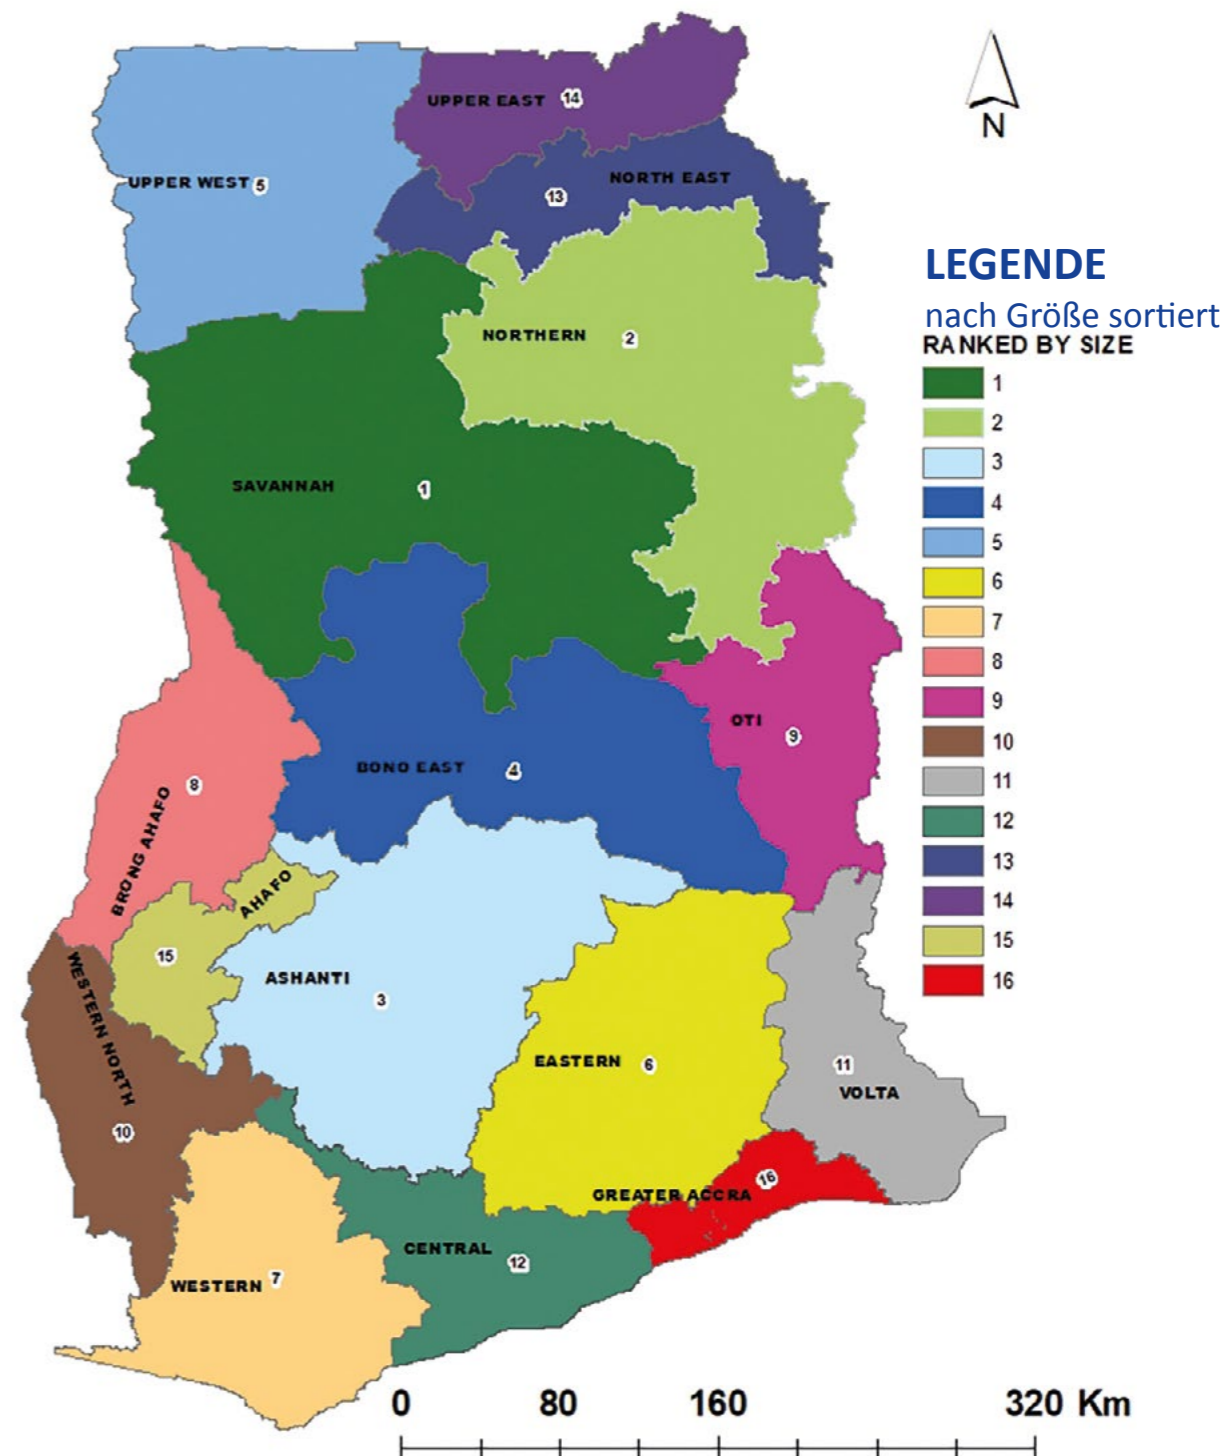 UPPER EAST 14
N
UPPER WEST 5
NORTH EAST
13
LEGENDE
nach Größe sortiert
RANKED BY SIZE
NORTHERN 2
1
2
3
4
5
6
7
8
9
10
11
12
13
14
15
16
SAVANNAH 1
OTI 9
BONO EAST 4
8
BRONG AHAFO
AHAFO
15
ASHANTI
3
WESTERN NORTH
10
EASTERN 6
11
VOLTA
16
GREATER ACCRA
CENTRAL
12
WESTERN 7
0 80 160 320 Km